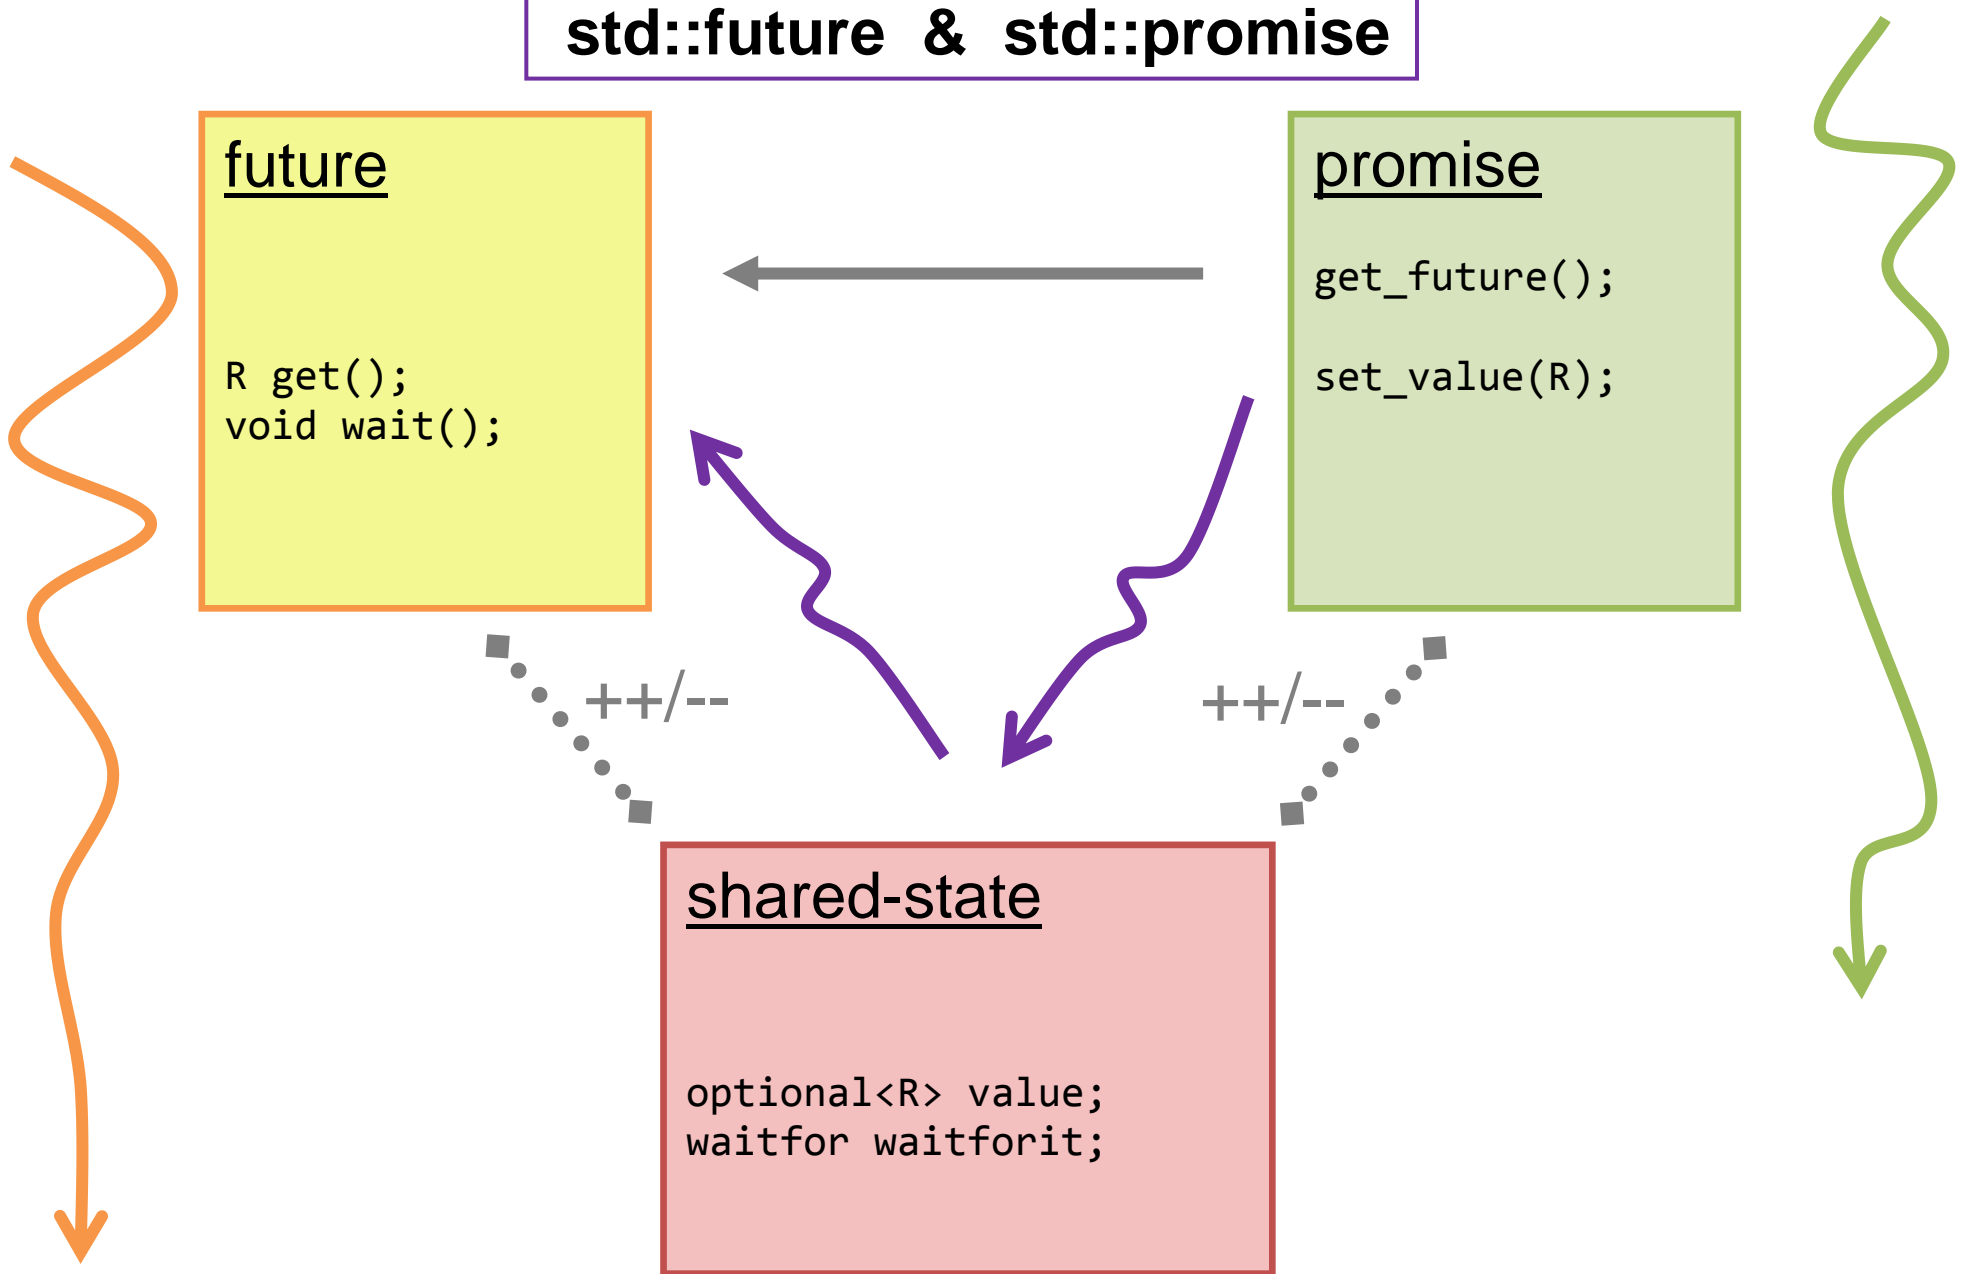 std::future & std::promise
future
R get();
void wait();
promise
get_future();
set_value(R);
++/--
++/--
shared-state
optional<R> value;
waitfor waitforit;